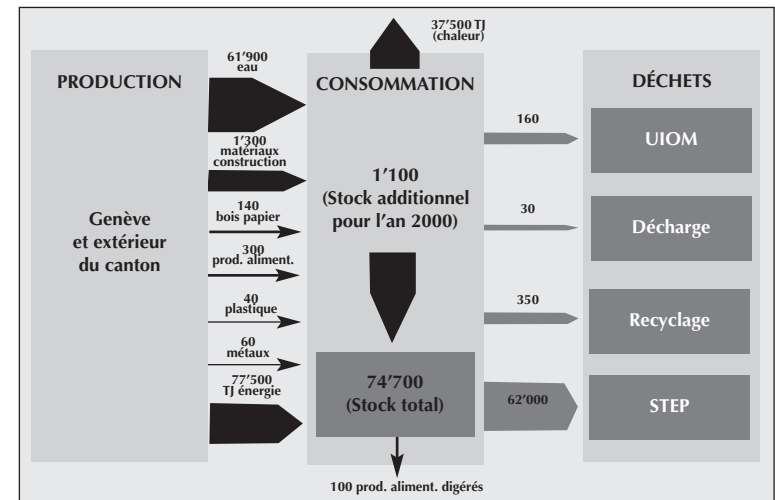 37’500 TJ
(chaleur)
PRODUCTION
Genève
et extérieur
du canton
61’900
eau
1’300
matériaux
construction
140
bois papier
300
prod. aliment.
40
plastique
60
métaux
77’500
TJ énergie
CONSOMMATION
1’100
(Stock additionnel
pour l’an 2000)
74’700
(Stock total)
100 prod. aliment. digérés
160
30
350
62’000
DÉCHETS
UIOM
Décharge
Recyclage
STEP